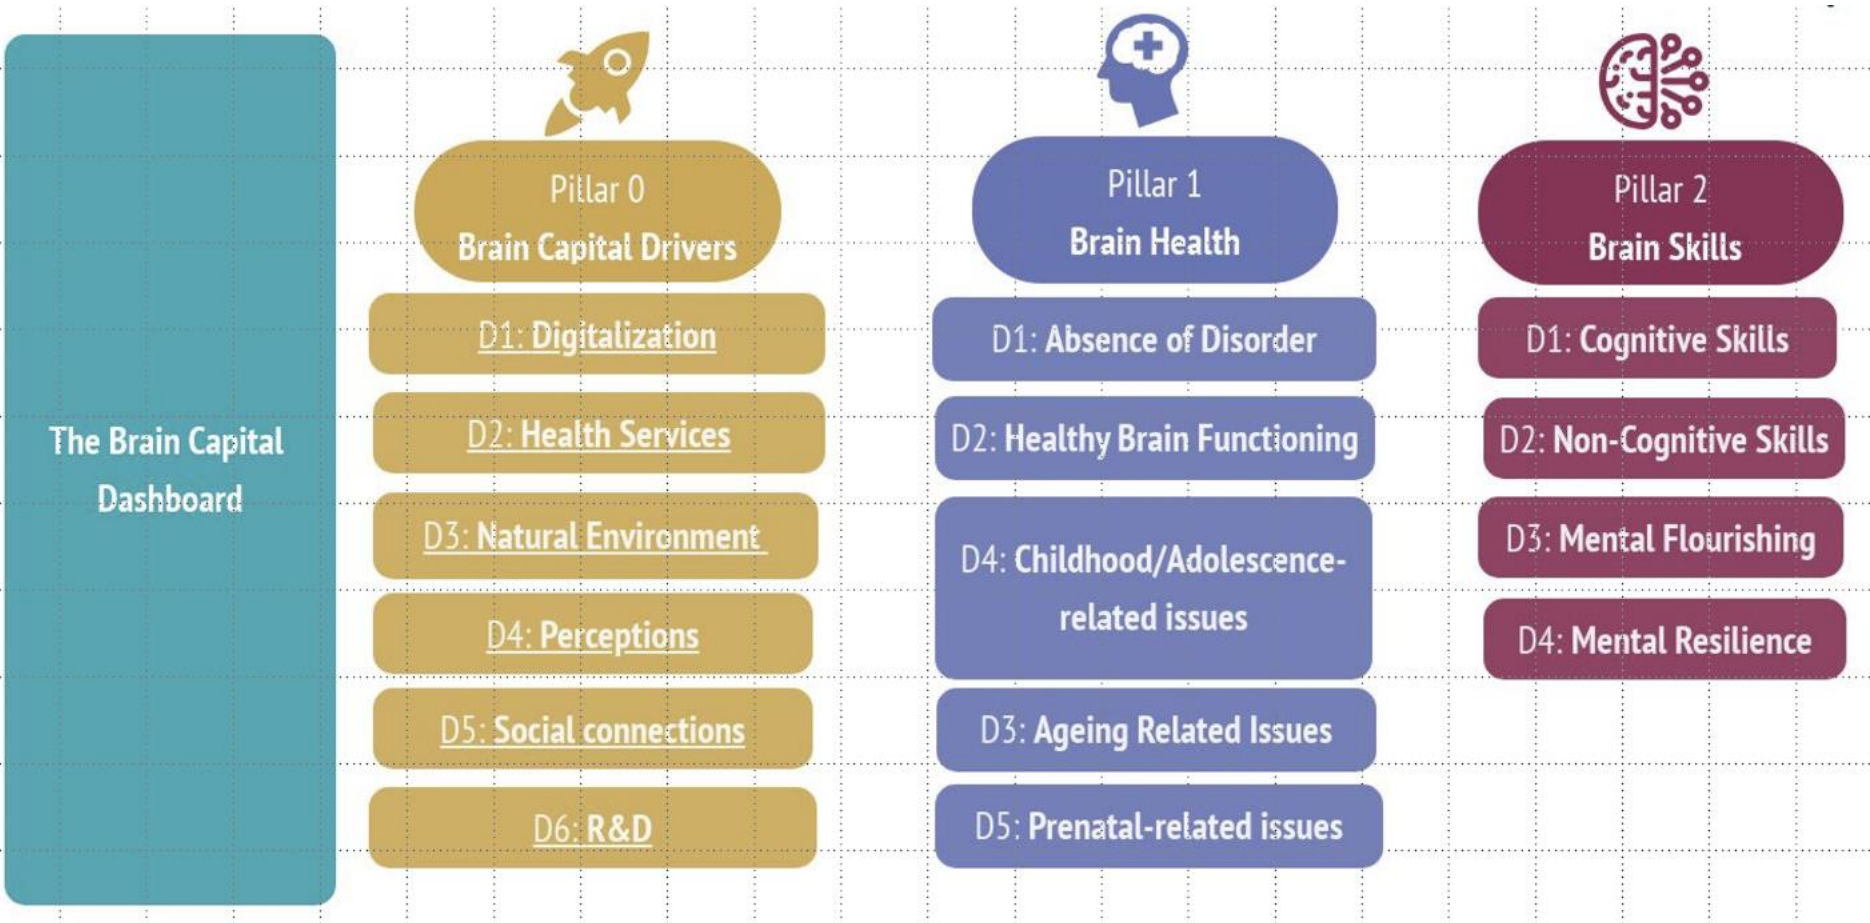 The Brain Capital
Dashboard
Pillar 0
Brain Capital Drivers
D1: Digitalization
D2: Health Services
D3: Natural Environment
D4: Perceptions
D5: Social connections
D6: R&D
Pillar 1
Brain Health
D1: Absence of Disorder
D2: Healthy Brain Functioning
D4: Childhood/Adolescence-
related issues
D3: Ageing Related Issues
D5: Prenatal-related issues
Pillar 2
Brain Skills
D1: Cognitive Skills
D2: Non-Cognitive Skills
D3: Mental Flourishing
D4: Mental Resilience